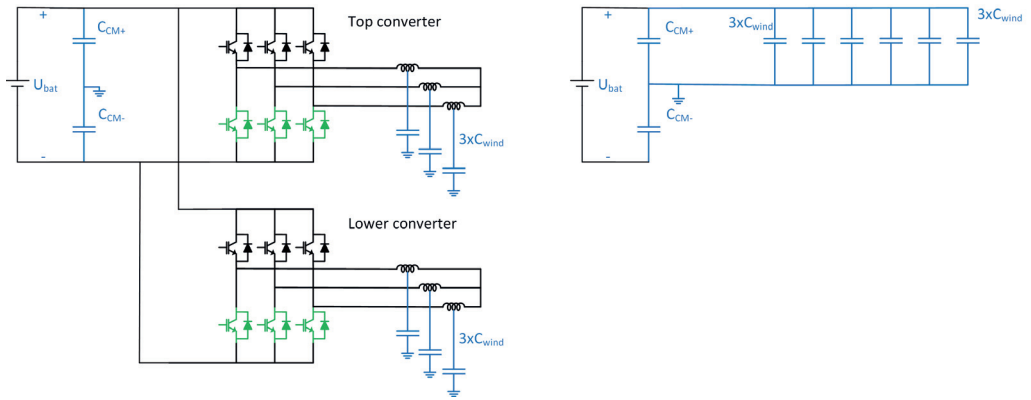 Top converter
+
C_CM+
U_bat
C_CM-
-
3xC_wind
Lower converter
3xC_wind
+
C_CM+
3xC_wind
3xC_wind
U_bat
C_CM-
-